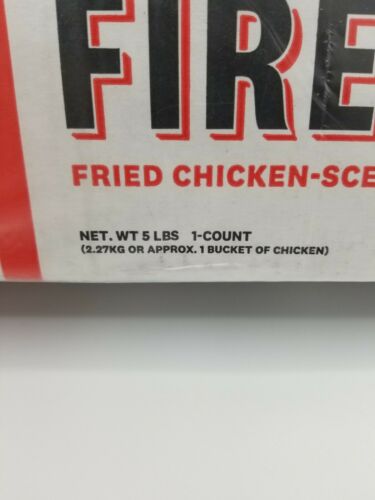 FIRE
FRIED CHICKEN-SCE
NET. WT 5 LBS 1-COUNT
(2.27KG OR APPROX. 1 BUCKET OF CHICKEN)